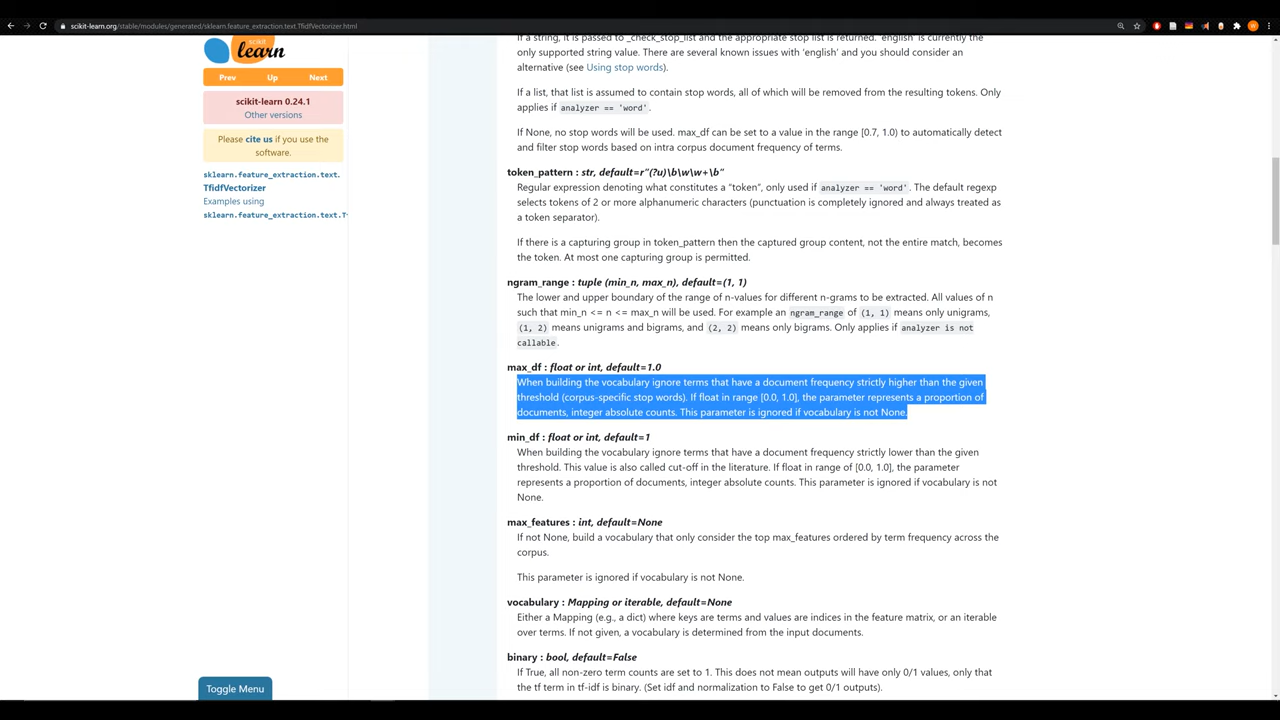 scikit-learn.org/stable/modules/generated/sklearn.feature_extraction.text.TfidfVectorizer.html
scikit
learn
Prev Up Next
scikit-learn 0.24.1
Other versions
Please cite us if you use the
software.
sklearn.feature_extraction.text.
TfidfVectorizer
Examples using
sklearn.feature_extraction.text.T
Toggle Menu
If a string, it is passed to _check_stop_list and the appropriate stop list is returned. 'english' is currently the
only supported string value. There are several known issues with 'english' and you should consider an
alternative (see Using stop words).
If a list, that list is assumed to contain stop words, all of which will be removed from the resulting tokens. Only
applies if analyzer == 'word'.
If None, no stop words will be used. max_df can be set to a value in the range [0.7, 1.0) to automatically detect
and filter stop words based on intra corpus document frequency of terms.
token_pattern : str, default=r"(?u)\b\w\w+\b"
Regular expression denoting what constitutes a "token", only used if analyzer == 'word'. The default regexp
selects tokens of 2 or more alphanumeric characters (punctuation is completely ignored and always treated as
a token separator).
If there is a capturing group in token_pattern then the captured group content, not the entire match, becomes
the token. At most one capturing group is permitted.
ngram_range : tuple (min_n, max_n), default=(1, 1)
The lower and upper boundary of the range of n-values for different n-grams to be extracted. All values of n
such that min_n <= n <= max_n will be used. For example an ngram_range of (1, 1) means only unigrams,
(1, 2) means unigrams and bigrams, and (2, 2) means only bigrams. Only applies if analyzer is not
callable.
max_df : float or int, default=1.0
When building the vocabulary ignore terms that have a document frequency strictly higher than the given
threshold (corpus-specific stop words). If float in range [0.0, 1.0], the parameter represents a proportion of
documents, integer absolute counts. This parameter is ignored if vocabulary is not None.
min_df : float or int, default=1
When building the vocabulary ignore terms that have a document frequency strictly lower than the given
threshold. This value is also called cut-off in the literature. If float in range of [0.0, 1.0], the parameter
represents a proportion of documents, integer absolute counts. This parameter is ignored if vocabulary is not
None.
max_features : int, default=None
If not None, build a vocabulary that only consider the top max_features ordered by term frequency across the
corpus.
This parameter is ignored if vocabulary is not None.
vocabulary : Mapping or iterable, default=None
Either a Mapping (e.g., a dict) where keys are terms and values are indices in the feature matrix, or an iterable
over terms. If not given, a vocabulary is determined from the input documents.
binary : bool, default=False
If True, all non-zero term counts are set to 1. This does not mean outputs will have only 0/1 values, only that
the tf term in tf-idf is binary. (Set idf and normalization to False to get 0/1 outputs).